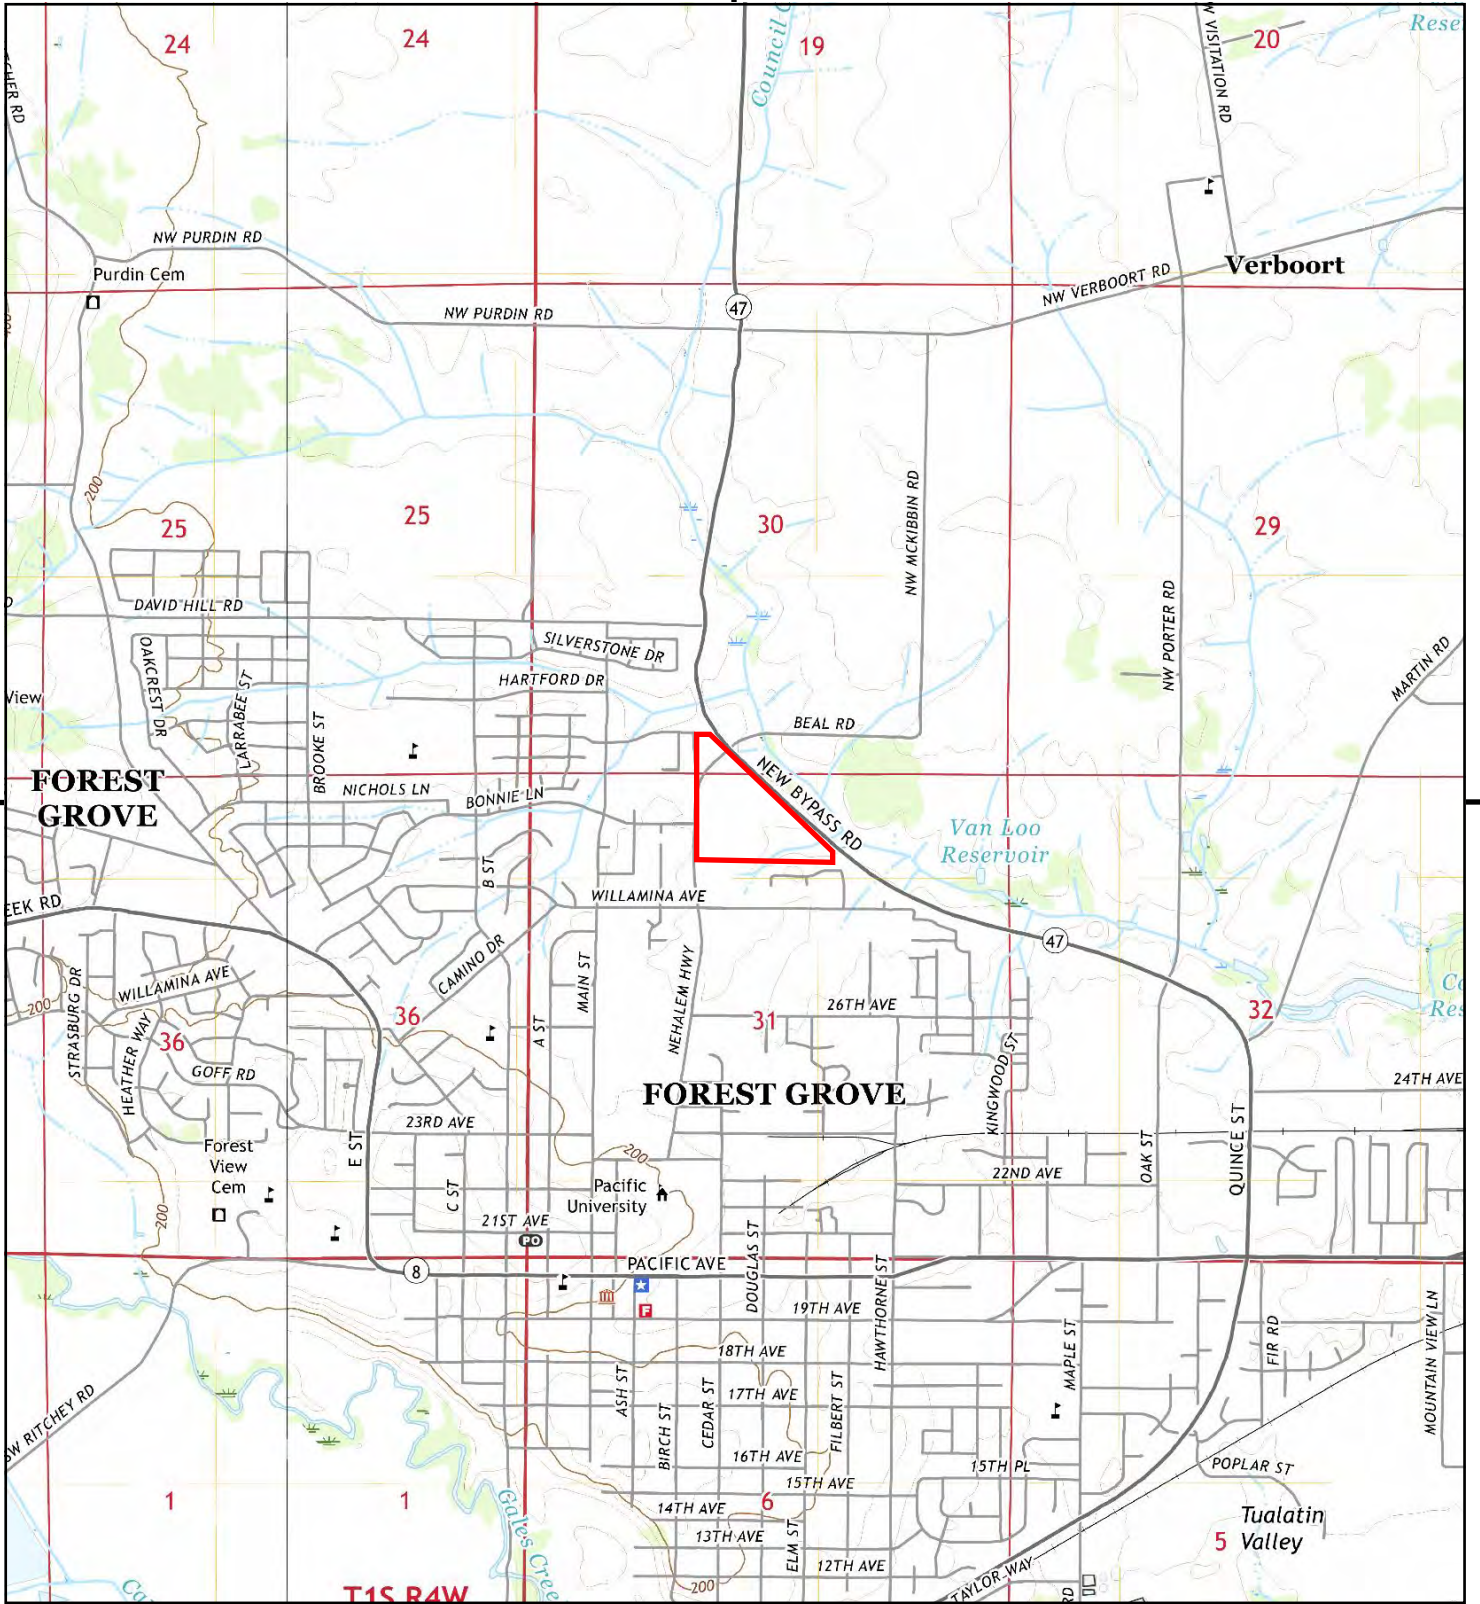 24
24
19
20
Council C
Rese
TCHER RD
W VISITATION RD
NW PURDIN RD
Purdin Cem
NW PURDIN RD
47
NW VERBOORT RD
Verboort
200
25
25
30
29
NW MCKIBBIN RD
NW PORTER RD
MARTIN RD
D
DAVID HILL RD
OAKCREST DR
LARRABEE ST
BROOKE ST
SILVERSTONE DR
HARTFORD DR
View
BEAL RD
FOREST
GROVE
NICHOLS LN
BONNIE LN
NEW BYPASS RD
Van Loo
Reservoir
B ST
WILLAMINA AVE
EEK RD
47
CAMINO DR
MAIN ST
NEHALEM HWY
STRASBURG DR
WILLAMINA AVE
200
HEATHER WAY
36
36
A ST
31
26TH AVE
KINGWOOD ST
32
Co
Res
GOFF RD
FOREST GROVE
24TH AVE
23RD AVE
E ST
Forest
View
Cem
200
C ST
200
Pacific
University
21ST AVE
PO
22ND AVE
OAK ST
QUINCE ST
200
8
PACIFIC AVE
DOUGLAS ST
F
19TH AVE
HAWTHORNE ST
18TH AVE
ASH ST
BIRCH ST
CEDAR ST
17TH AVE
FILBERT ST
MAPLE ST
FIR RD
MOUNTAIN VIEW LN
SW RITCHEY RD
16TH AVE
15TH AVE
15TH PL
POPLAR ST
1
1
Gales Cree
14TH AVE
6
13TH AVE
ELM ST
12TH AVE
Tualatin
5 Valley
TAYLOR WAY
RD
Ca
T1S R4W
200